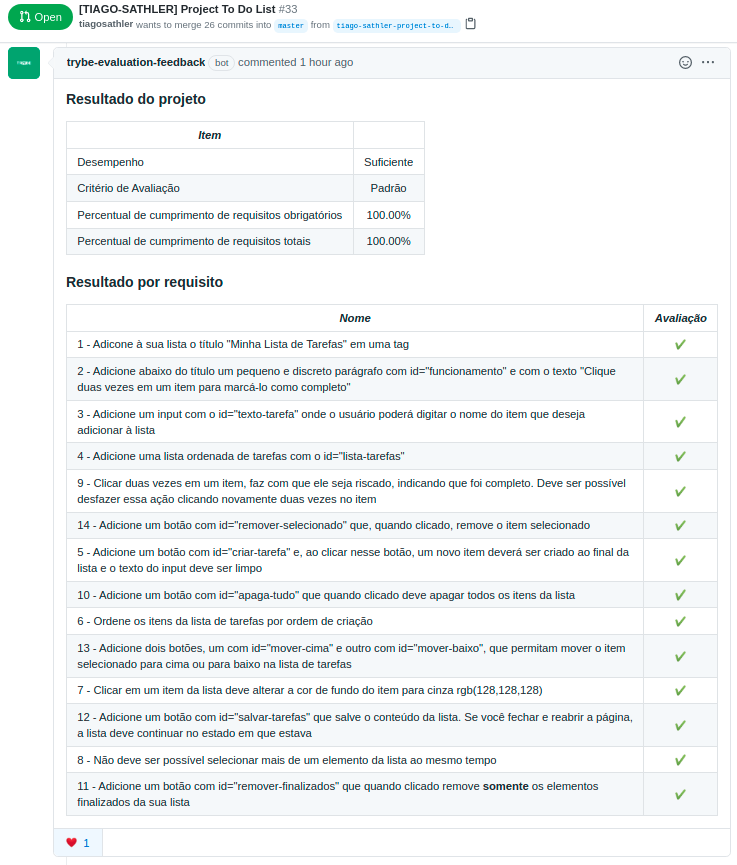 Open
[TIAGO-SATHLER] Project To Do List #33
tiagosathler wants to merge 26 commits into master from tiago-sathler-project-to-d…
trybe-evaluation-feedback bot commented 1 hour ago
Resultado do projeto
Item
Desempenho Suficiente
Critério de Avaliação Padrão
Percentual de cumprimento de requisitos obrigatórios 100.00%
Percentual de cumprimento de requisitos totais 100.00%
Resultado por requisito
Nome Avaliação
1 - Adicone à sua lista o título "Minha Lista de Tarefas" em uma tag
2 - Adicione abaixo do título um pequeno e discreto parágrafo com id="funcionamento" e com o texto "Clique
duas vezes em um item para marcá-lo como completo"
3 - Adicione um input com o id="texto-tarefa" onde o usuário poderá digitar o nome do item que deseja
adicionar à lista
4 - Adicione uma lista ordenada de tarefas com o id="lista-tarefas"
9 - Clicar duas vezes em um item, faz com que ele seja riscado, indicando que foi completo. Deve ser possível
desfazer essa ação clicando novamente duas vezes no item
14 - Adicione um botão com id="remover-selecionado" que, quando clicado, remove o item selecionado
5 - Adicione um botão com id="criar-tarefa" e, ao clicar nesse botão, um novo item deverá ser criado ao final da
lista e o texto do input deve ser limpo
10 - Adicione um botão com id="apaga-tudo" que quando clicado deve apagar todos os itens da lista
6 - Ordene os itens da lista de tarefas por ordem de criação
13 - Adicione dois botões, um com id="mover-cima" e outro com id="mover-baixo", que permitam mover o item
selecionado para cima ou para baixo na lista de tarefas
7 - Clicar em um item da lista deve alterar a cor de fundo do item para cinza rgb(128,128,128)
12 - Adicione um botão com id="salvar-tarefas" que salve o conteúdo da lista. Se você fechar e reabrir a página,
a lista deve continuar no estado em que estava
8 - Não deve ser possível selecionar mais de um elemento da lista ao mesmo tempo
11 - Adicione um botão com id="remover-finalizados" que quando clicado remove somente os elementos
finalizados da sua lista
1